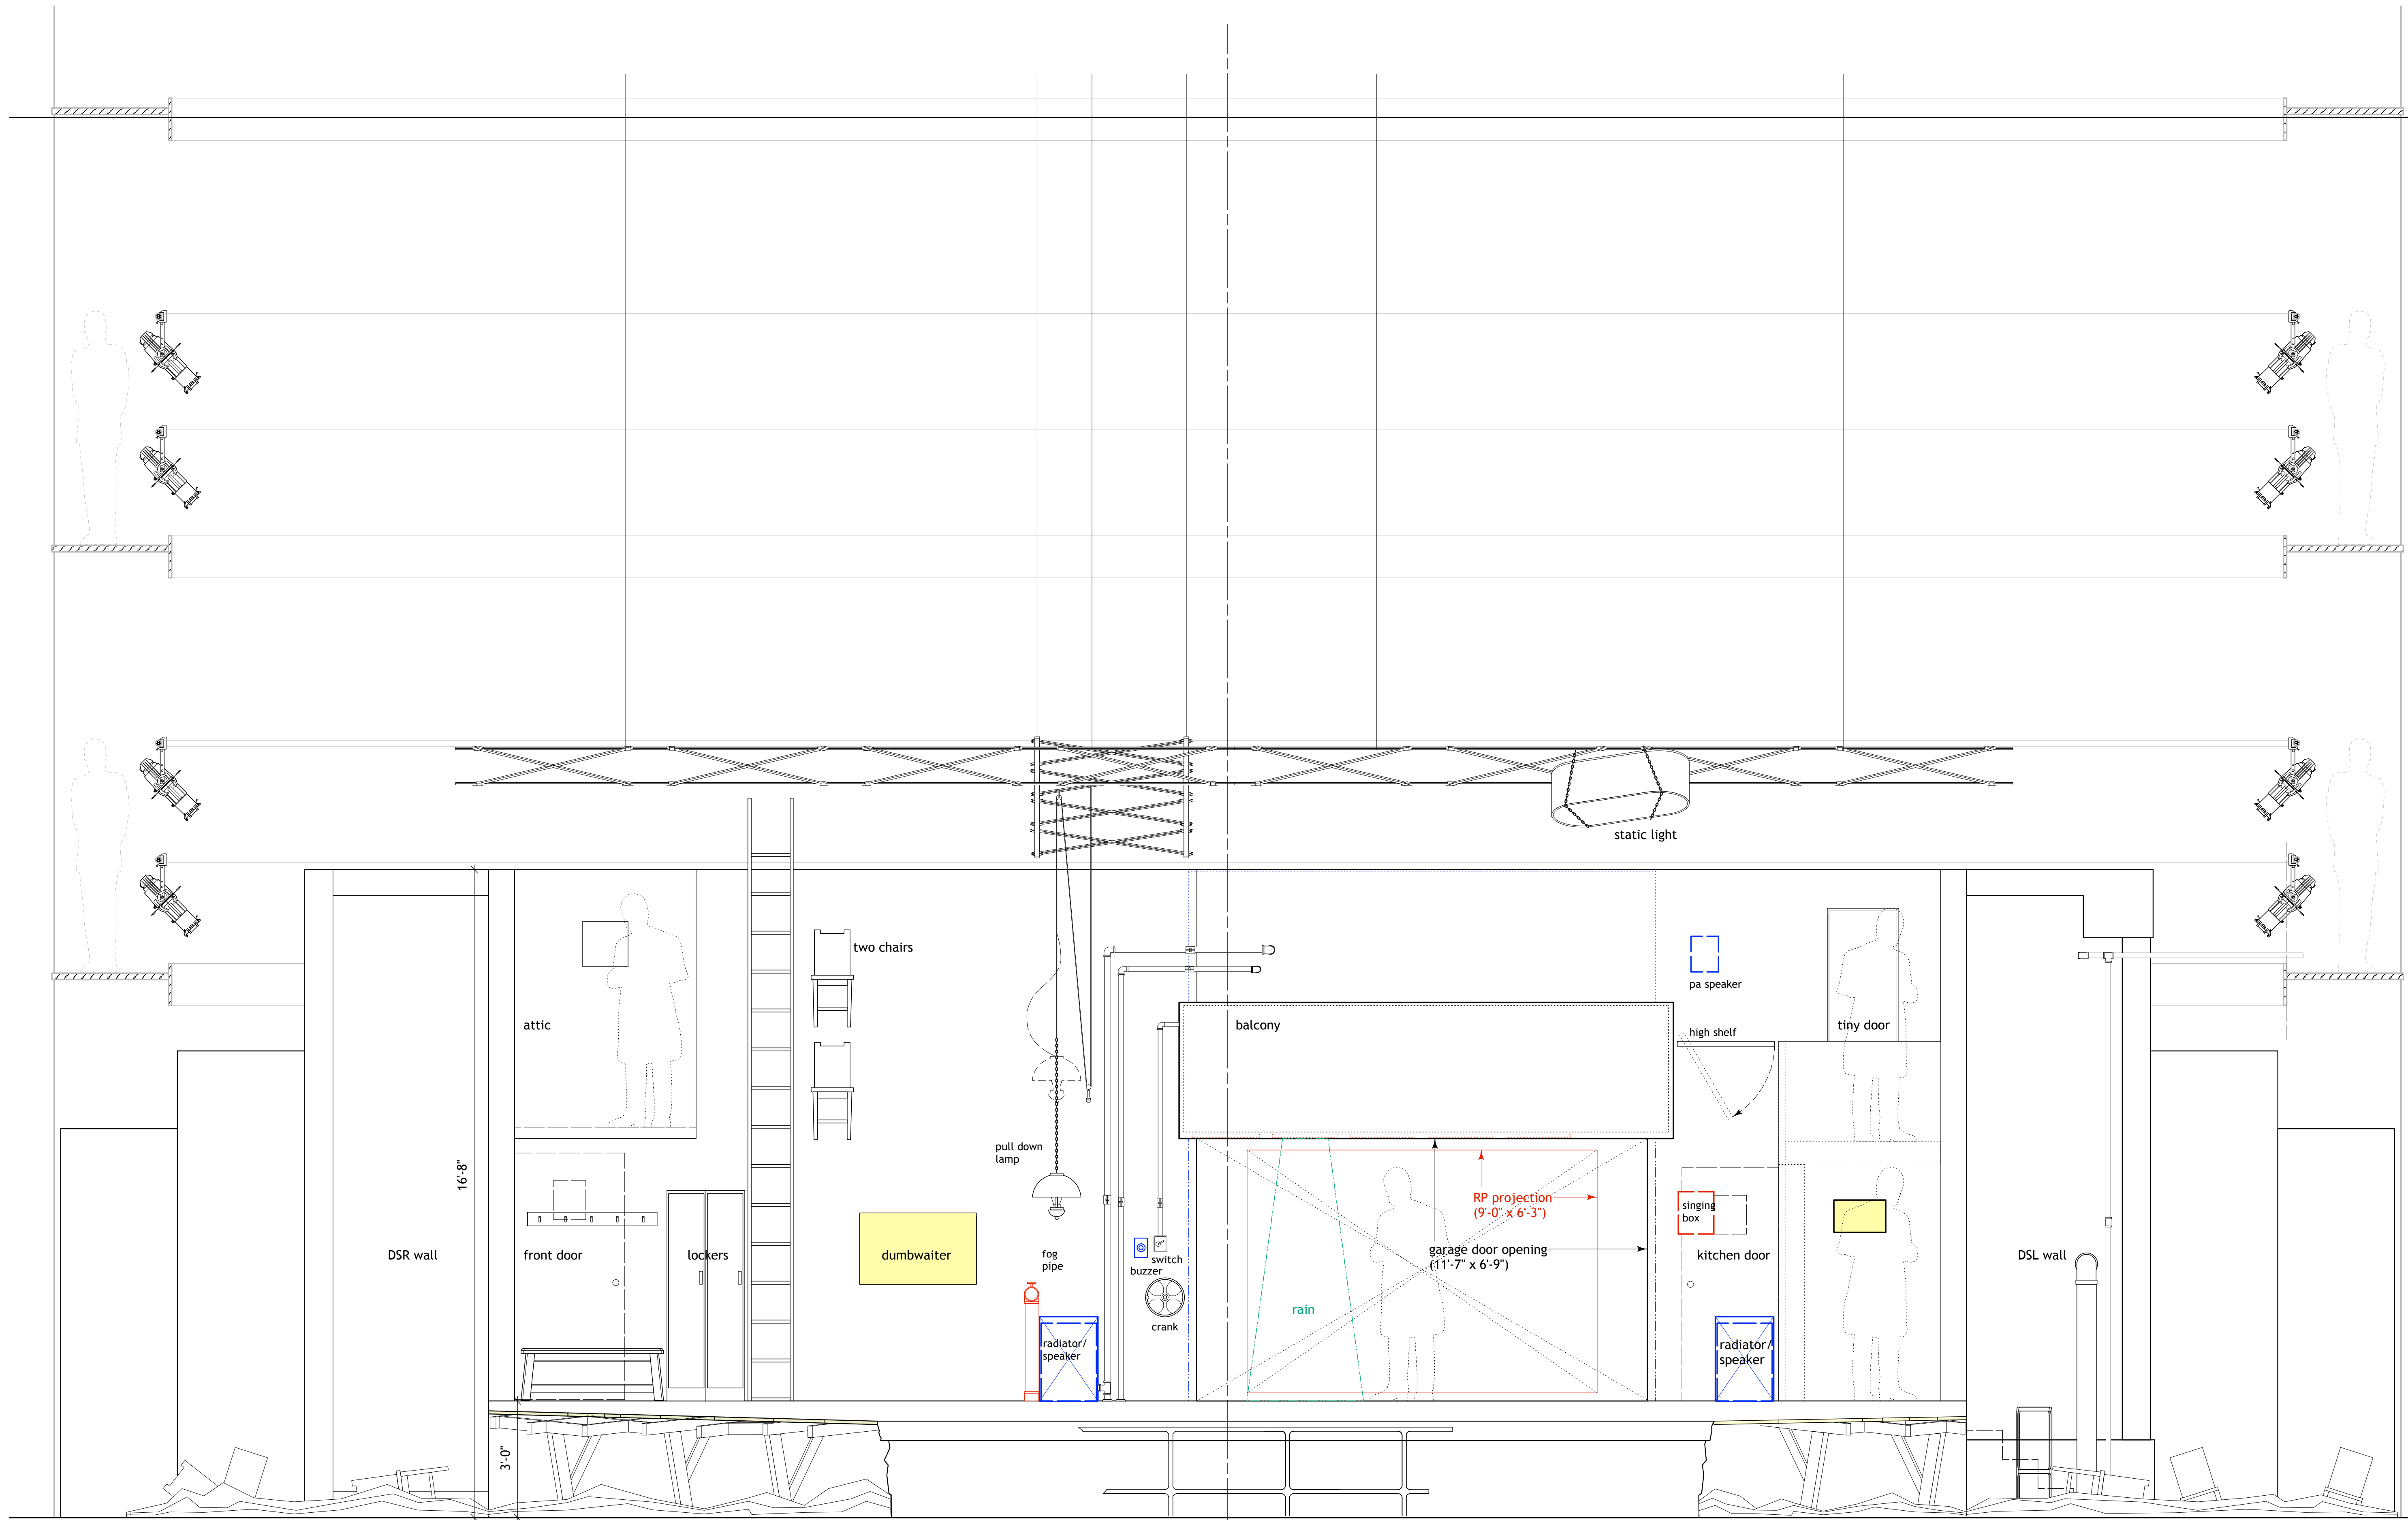 static light
two chairs
pa speaker
attic
balcony
high shelf
tiny door
pull down
lamp
16'-8"
RP projection
(9'-0" x 6'-3")
singing
box
DSR wall
front door
lockers
dumbwaiter
fog
pipe
switch
buzzer
garage door opening
(11'-7" x 6'-9")
kitchen door
DSL wall
rain
crank
radiator/
speaker
radiator/
speaker
3'-0"